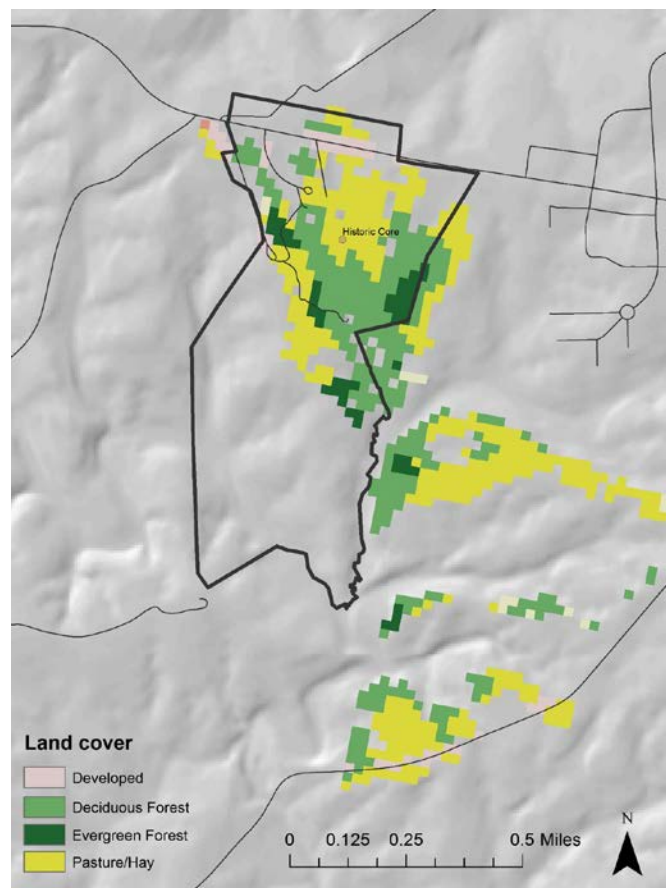 Historic Core
Land cover
Developed
Deciduous Forest
Evergreen Forest
Pasture/Hay
0 0.125 0.25 0.5 Miles
N